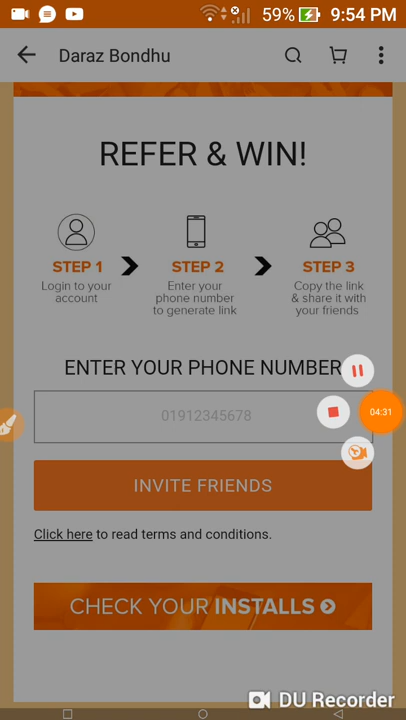 59% 9:54 PM
Daraz Bondhu
REFER & WIN!
STEP 1
Login to your
account
STEP 2
Enter your
phone number
to generate link
STEP 3
Copy the link
& share it with
your friends
ENTER YOUR PHONE NUMBER
01912345678
04:31
INVITE FRIENDS
Click here to read terms and conditions.
CHECK YOUR INSTALLS
DU Recorder